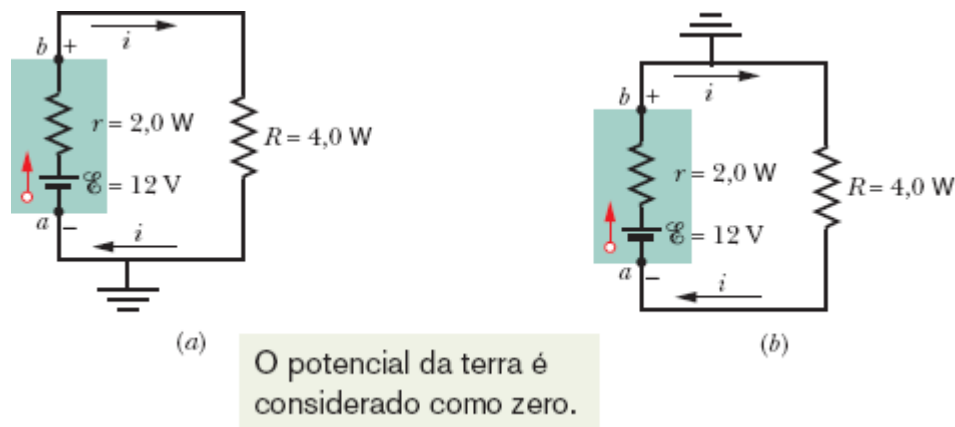 b +
i
r = 2,0 W
R = 4,0 W
ℰ = 12 V
a −
i
(a)
b +
i
r = 2,0 W
R = 4,0 W
ℰ = 12 V
a −
i
(b)
O potencial da terra é
considerado como zero.